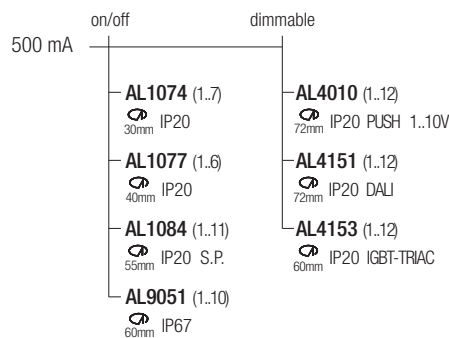 on/off dimmable
500 mA
AL1074 (1..7) AL4010 (1..12)
30mm IP20 72mm IP20 PUSH 1..10V
AL1077 (1..6) AL4151 (1..12)
40mm IP20 72mm IP20 DALI
AL1084 (1..11) AL4153 (1..12)
55mm IP20 S.P. 60mm IP20 IGBT-TRIAC
AL9051 (1..10)
60mm IP67